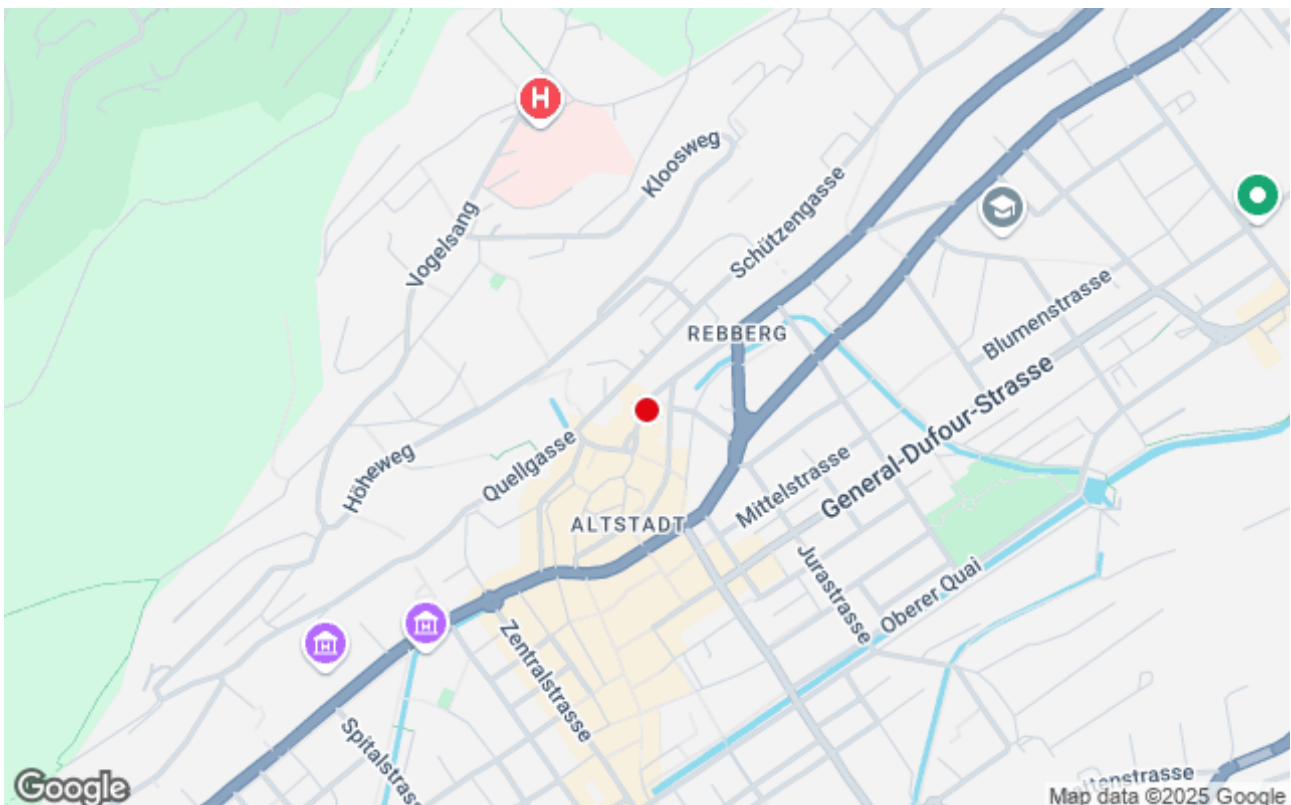 H
Kloosweg
Vogelsang
Schützengasse
REBBERG
Blumenstrasse
General-Dufour-Strasse
Höheweg
Quellgasse
Mittelstrasse
ALTSTADT
Jurastrasse
Oberer Quai
Zentralstrasse
Spitalstrasse
Google
Map data ©2025 Google